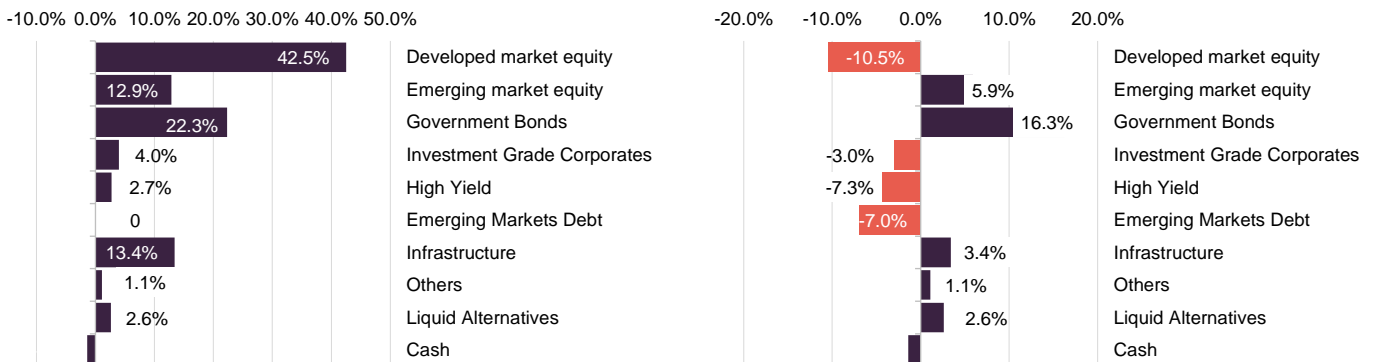 -10.0% 0.0% 10.0% 20.0% 30.0% 40.0% 50.0%
42.5% Developed market equity
12.9% Emerging market equity
22.3% Government Bonds
4.0% Investment Grade Corporates
2.7% High Yield
0 Emerging Markets Debt
13.4% Infrastructure
1.1% Others
2.6% Liquid Alternatives
Cash
-20.0% -10.0% 0.0% 10.0% 20.0%
-10.5% Developed market equity
5.9% Emerging market equity
16.3% Government Bonds
-3.0% Investment Grade Corporates
-7.3% High Yield
-7.0% Emerging Markets Debt
3.4% Infrastructure
1.1% Others
2.6% Liquid Alternatives
Cash